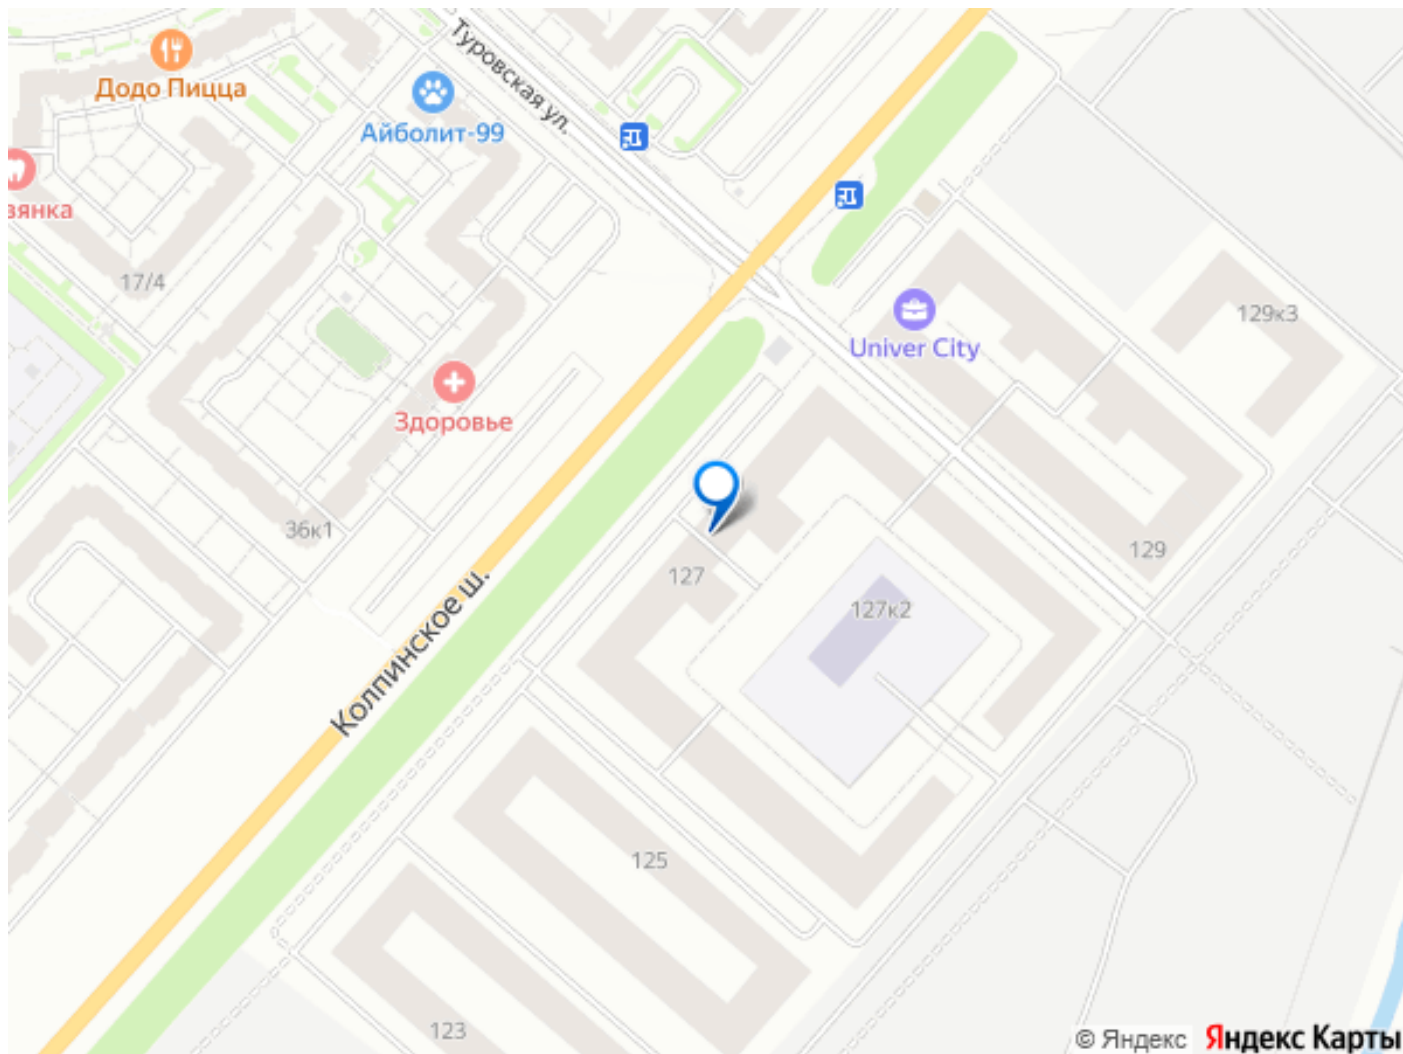 Туровская ул.
Додо Пицца
Айболит-99
зянка
17/4
129к3
Univer City
Здоровье
36к1
129
127
127к2
Колпинское ш.
125
123
© Яндекс Яндекс Карты